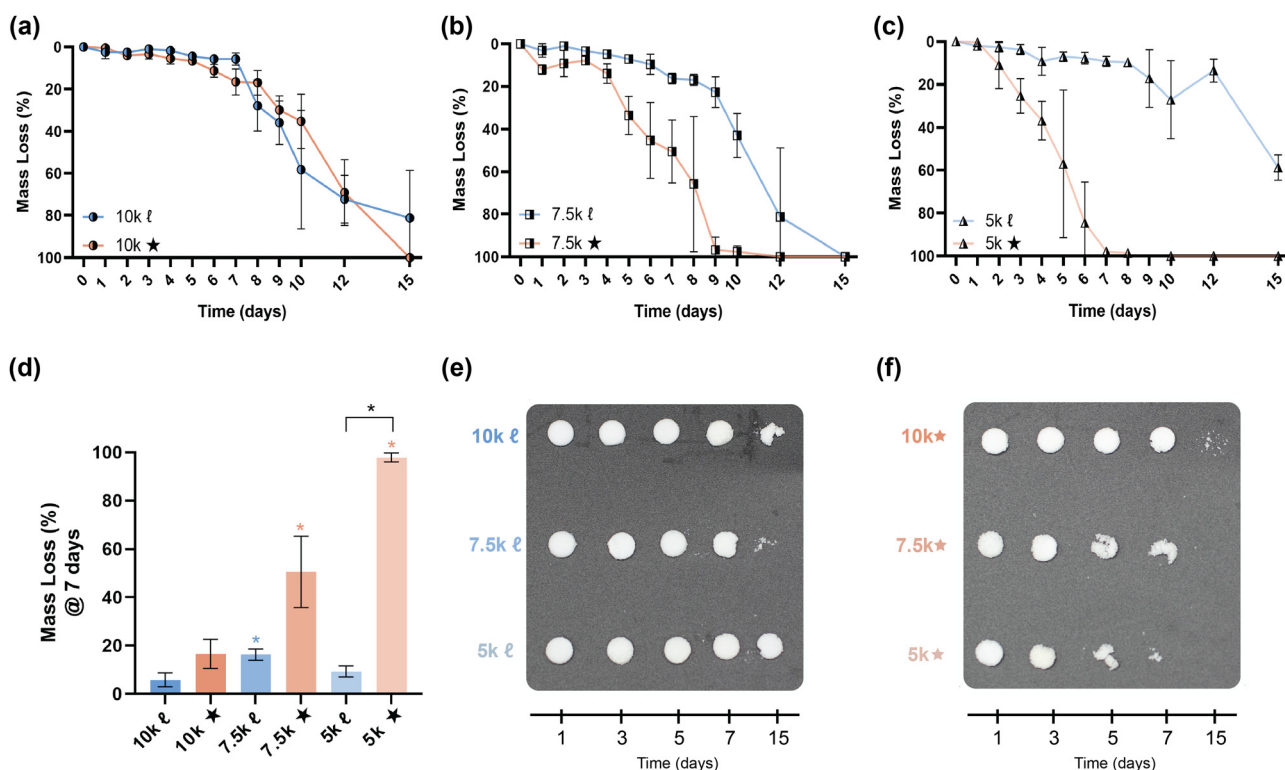 (a)
0
20
40
60
80
100
Mass Loss (%)
10k ℓ
10k ★
0 1 2 3 4 5 6 7 8 9 10 12 15
Time (days)
(b)
0
20
40
60
80
100
Mass Loss (%)
7.5k ℓ
7.5k ★
0 1 2 3 4 5 6 7 8 9 10 12 15
Time (days)
(c)
0
20
40
60
80
100
Mass Loss (%)
5k ℓ
5k ★
0 1 2 3 4 5 6 7 8 9 10 12 15
Time (days)
(d)
Mass Loss (%)
@ 7 days
100
80
60
40
20
0
*
*
*
*
10k ℓ 10k ★ 7.5k ℓ 7.5k ★ 5k ℓ 5k ★
(e)
10k ℓ
7.5k ℓ
5k ℓ
1 3 5 7 15
Time (days)
(f)
10k★
7.5k★
5k★
1 3 5 7 15
Time (days)